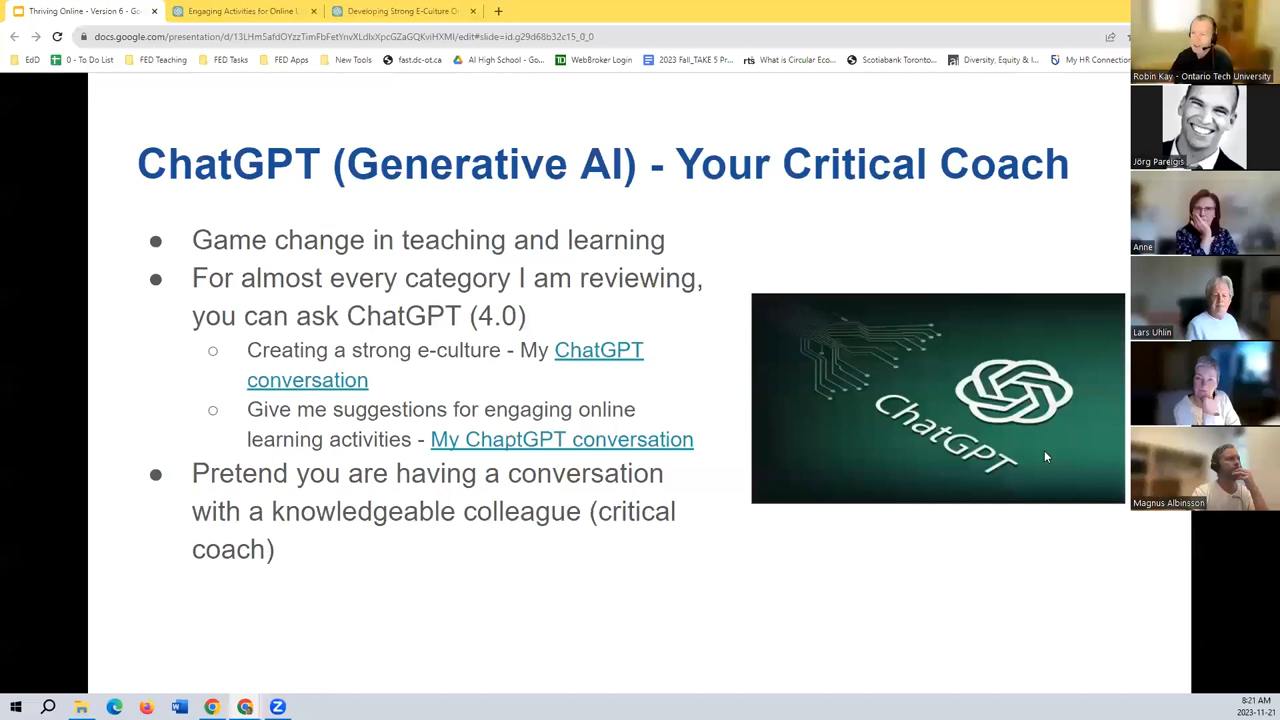 Thriving Online - Version 6 - Go
Engaging Activities for Online l
Developing Strong E-Culture O
docs.google.com/presentation/d/13LHm5afdOYzzTimFbFetYnvXLdlxXpcGZaGQKviHXMI/edit#slide=id.g29d68b32c15_0_0
EdD
0 - To Do List
FED Teaching
FED Tasks
FED Apps
New Tools
fast.dc-ot.ca
AI High School - Go...
WebBroker Login
2023 Fall_TAKE 5 Pr...
rtś What is Circular Eco...
Scotiabank Toronto...
Diversity, Equity & I...
My HR Connection
Robin Kay - Ontario Tech University
Jörg Pareigis
Anne
Lars Uhlin
Magnus Albinsson
ChatGPT (Generative AI) - Your Critical Coach
● Game change in teaching and learning
● For almost every category I am reviewing,
you can ask ChatGPT (4.0)
○ Creating a strong e-culture - My ChatGPT
conversation
○ Give me suggestions for engaging online
learning activities - My ChaptGPT conversation
● Pretend you are having a conversation
with a knowledgeable colleague (critical
coach)
ChatGPT
8:21 AM
2023-11-21